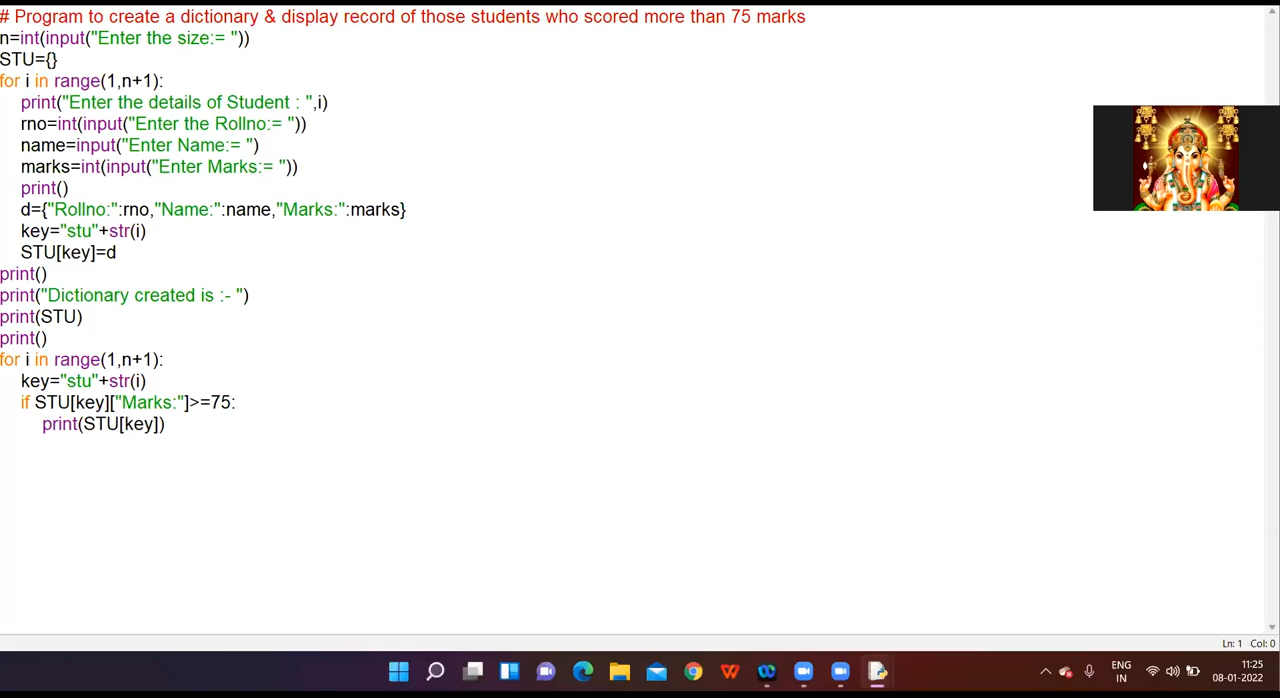 # Program to create a dictionary & display record of those students who scored more than 75 marks
n=int(input("Enter the size:= "))
STU={}
for i in range(1,n+1):
    print("Enter the details of Student : ",i)
    rno=int(input("Enter the Rollno:= "))
    name=input("Enter Name:= ")
    marks=int(input("Enter Marks:= "))
    print()
    d={"Rollno:":rno,"Name:":name,"Marks:":marks}
    key="stu"+str(i)
    STU[key]=d
print()
print("Dictionary created is :- ")
print(STU)
print()
for i in range(1,n+1):
    key="stu"+str(i)
    if STU[key]["Marks:"]>=75:
        print(STU[key])
Ln: 1 Col: 0
ENG
IN
11:25
08-01-2022